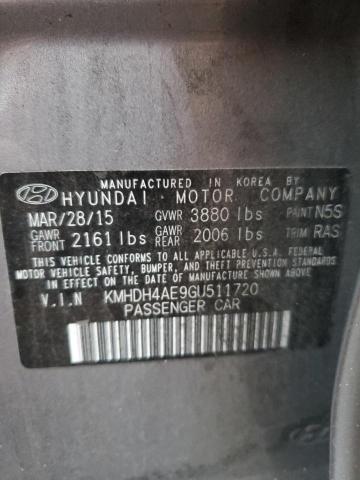 MANUFACTURED IN KOREA BY
HYUNDAI MOTOR COMPANY
MAR/28/15 GVWR 3880 lbs PAINT N5S
GAWR FRONT 2161 lbs GAWR REAR 2006 lbs TRIM RAS
THIS VEHICLE CONFORMS TO ALL APPLICABLE U.S. FEDERAL
MOTOR VEHICLE SAFETY, BUMPER, AND THEFT PREVENTION
STANDARDS IN EFFECT ON THE DATE OF MANUFACTURE SHOWN ABOVE.
V.I.N KMHDH4AE9GU511720
PASSENGER CAR